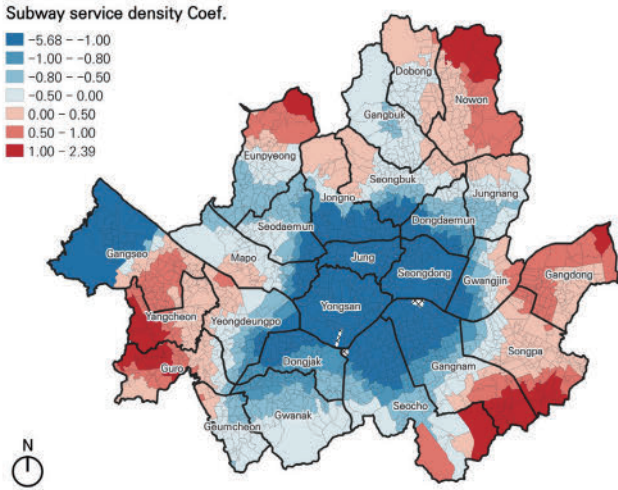 Subway service density Coef.
-5.68 - -1.00
-1.00 - -0.80
-0.80 - -0.50
-0.50 - 0.00
0.00 - 0.50
0.50 - 1.00
1.00 - 2.39
Dobong
Nowon
Gangbuk
Eunpyeong
Seongbuk
Jongno
Jungnang
Seodaemun
Dongdaemun
Gangseo
Mapo
Jung
Seongdong
Gwangjin
Gangdong
Yangcheon
Yeongdeungpo
Yongsan
Songpa
Guro
Dongjak
Gangnam
Geumcheon
Gwanak
Seocho
N